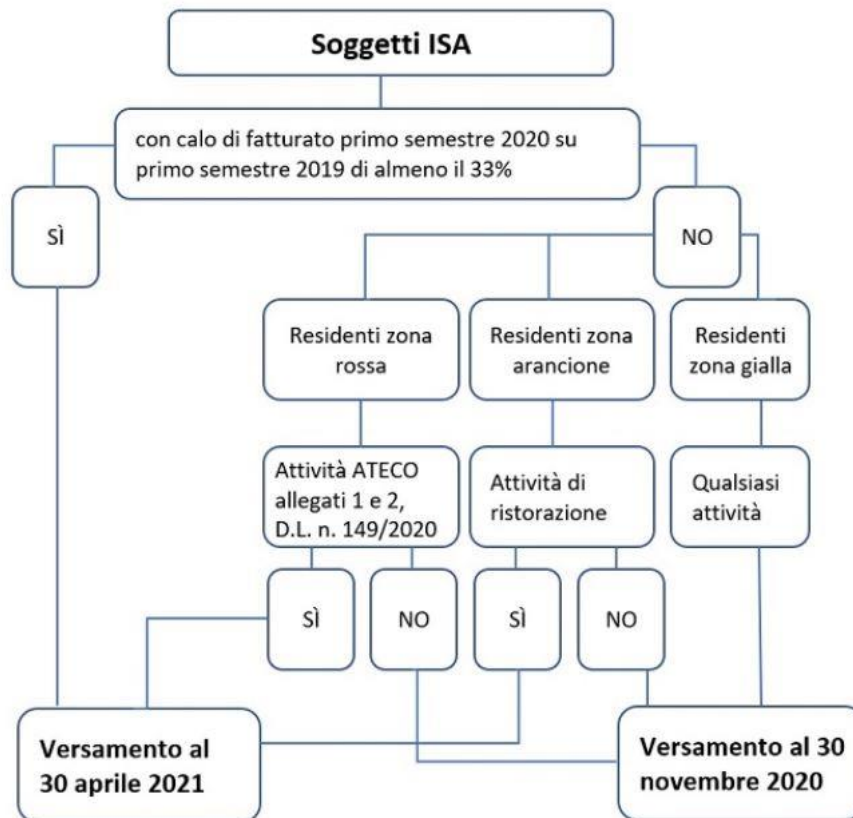 Soggetti ISA
con calo di fatturato primo semestre 2020 su
primo semestre 2019 di almeno il 33%
SÌ
NO
Residenti zona
rossa
Residenti zona
arancione
Residenti
zona gialla
Attività ATECO
allegati 1 e 2,
D.L. n. 149/2020
Attività di
ristorazione
Qualsiasi
attività
SÌ
NO
SÌ
NO
Versamento al
30 aprile 2021
Versamento al 30
novembre 2020